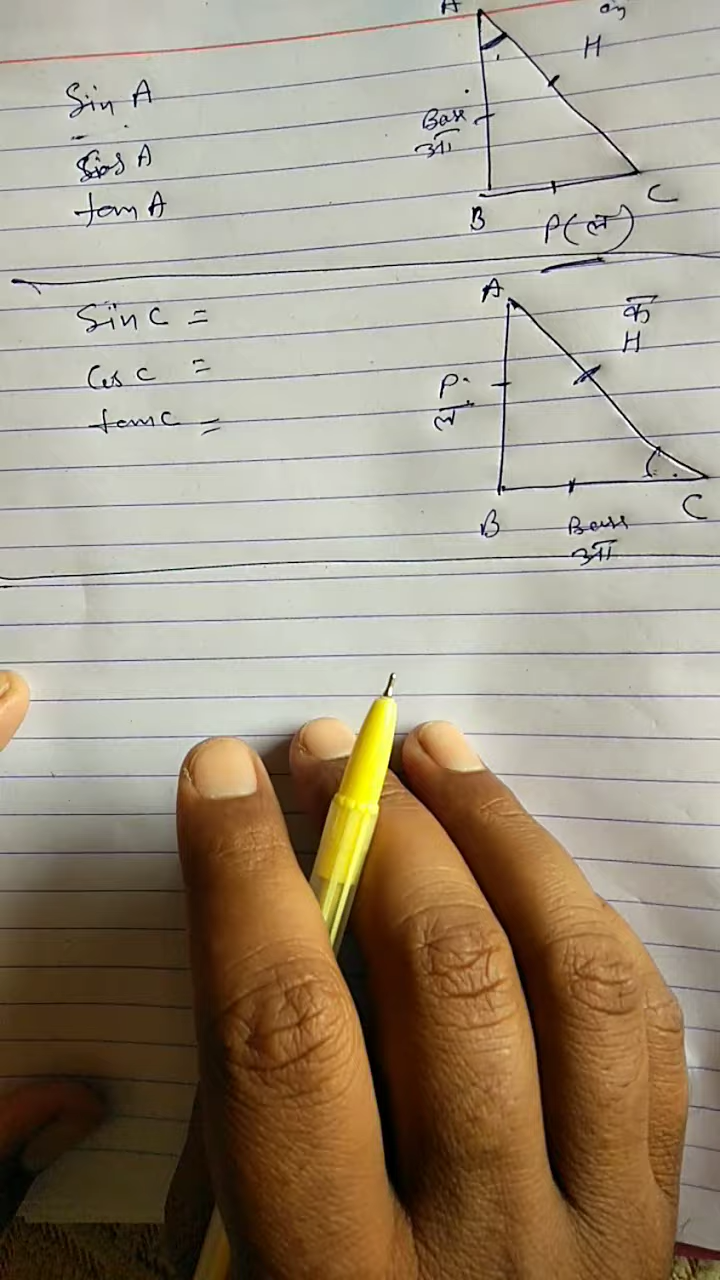 A
क
H
Sin A
Base
आ
Cos A
tan A
B
C
P(ल)
A
Sin C =
क
H
Cos C =
P
ल
tan C =
C
B
Base
आ